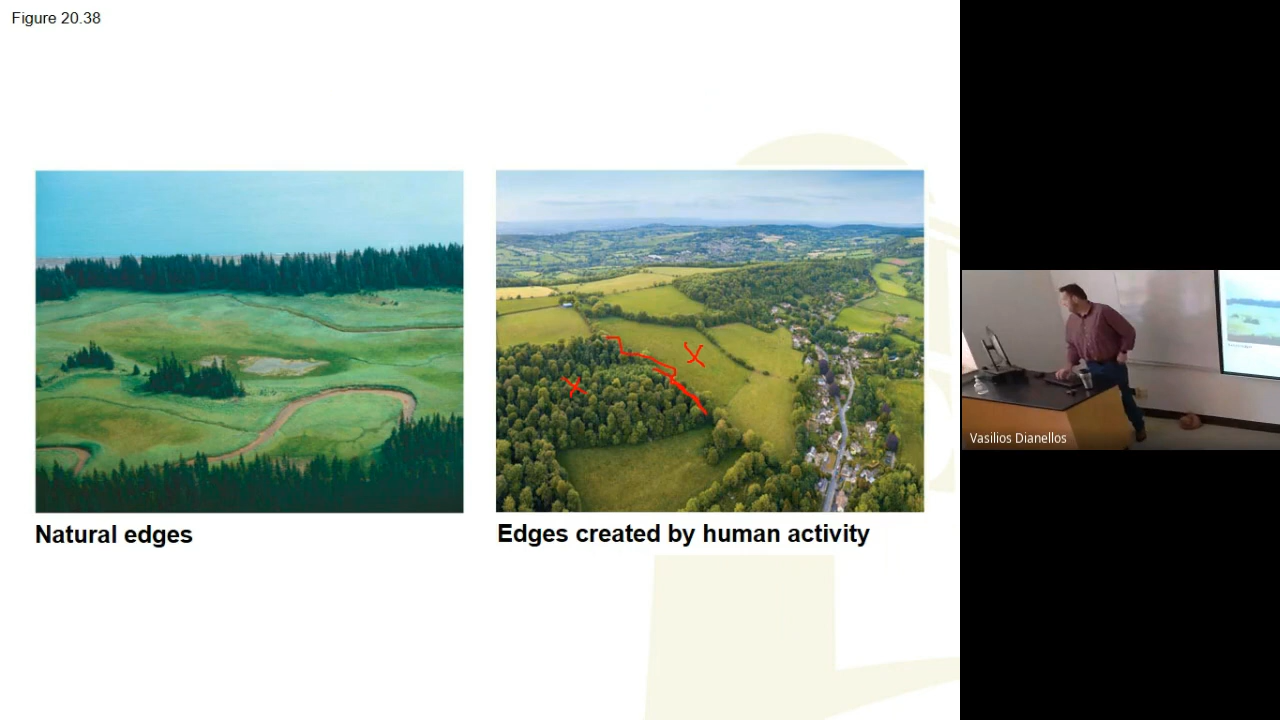 Figure 20.38
Natural edges
Edges created by human activity
Vasilios Dianellos